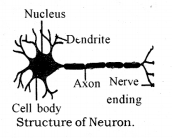 Nucleus
Dendrite
Axon
Nerve
ending
Cell body
Structure of Neuron.